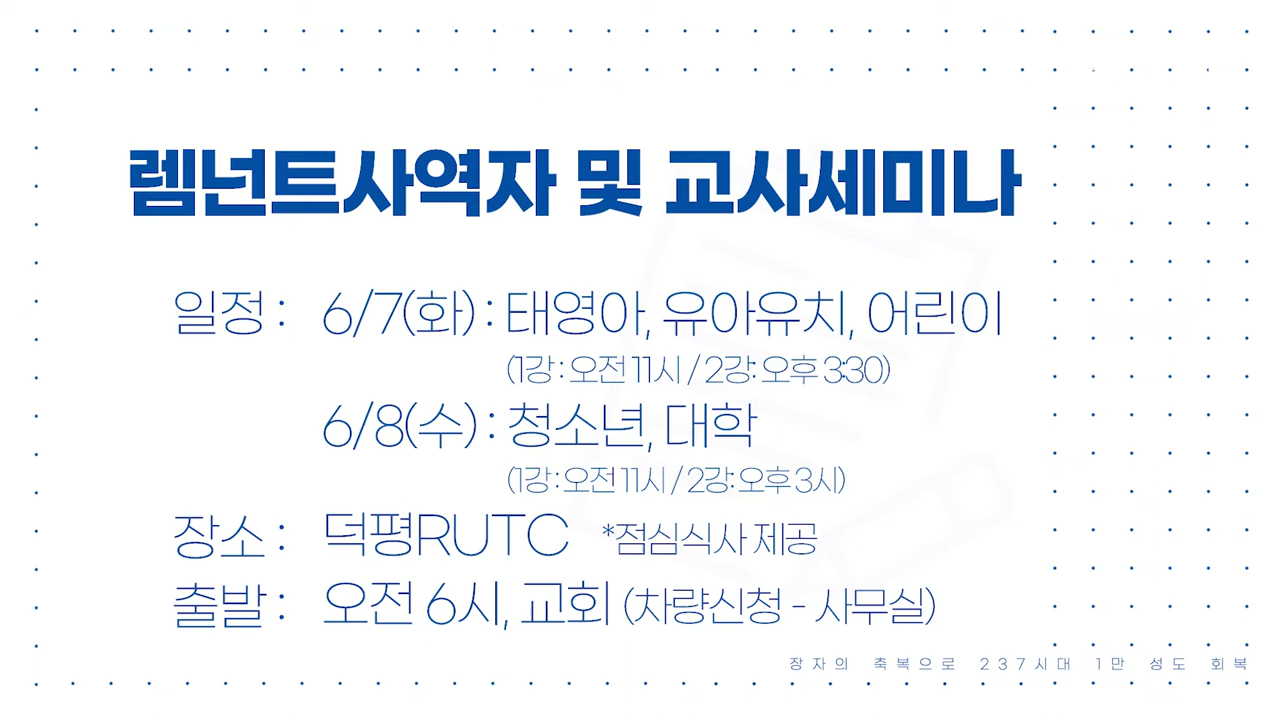 렘넌트사역자 및 교사세미나
일정 : 6/7(화) : 태영아, 유아유치, 어린이
(1강 : 오전 11시 / 2강: 오후 3:30)
6/8(수) : 청소년, 대학
(1강 : 오전 11시 / 2강: 오후 3시)
장소 : 덕평RUTC *점심식사 제공
출발 : 오전 6시, 교회 (차량신청 - 사무실)
장자의 축복으로 237시대 1만 성도 회복